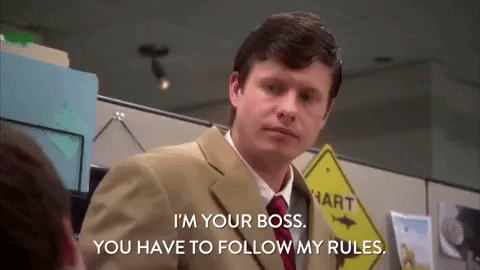 HART
I'M YOUR BOSS.
YOU HAVE TO FOLLOW MY RULES.